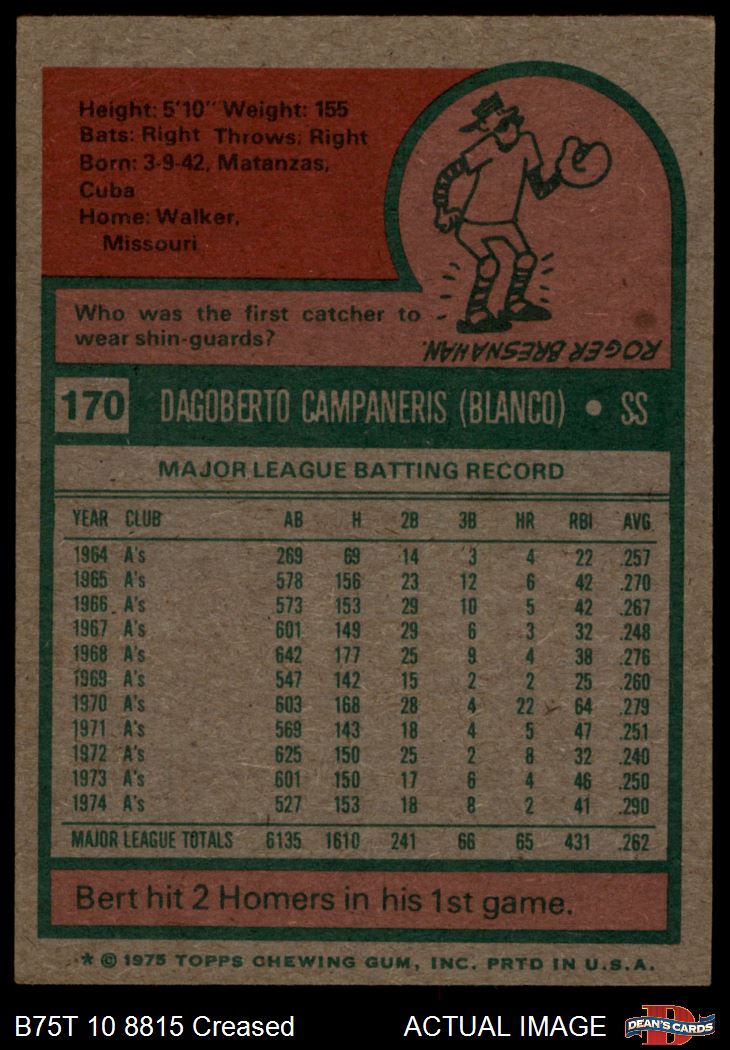 Height: 5'10" Weight: 155
Bats: Right Throws: Right
Born: 3-9-42, Matanzas,
Cuba
Home: Walker,
Missouri
Who was the first catcher to
wear shin-guards?
ROGER BRESNAHAN.
170 DAGOBERTO CAMPANERIS (BLANCO) • SS
MAJOR LEAGUE BATTING RECORD
YEAR CLUB AB H 2B 3B HR RBI AVG.
1964 A's 269 69 14 3 4 22 .257
1965 A's 578 156 23 12 6 42 .270
1966 A's 573 153 29 10 5 42 .267
1967 A's 601 149 29 6 3 32 .248
1968 A's 642 177 25 9 4 38 .276
1969 A's 547 142 15 2 2 25 .260
1970 A's 603 168 28 4 22 64 .279
1971 A's 569 143 18 4 5 47 .251
1972 A's 625 150 25 2 8 32 .240
1973 A's 601 150 17 6 4 46 .250
1974 A's 527 153 18 8 2 41 .290
MAJOR LEAGUE TOTALS 6135 1610 241 66 65 431 .262
Bert hit 2 Homers in his 1st game.
* © 1975 TOPPS CHEWING GUM, INC. PRTD IN U.S.A.
B75T 10 8815 Creased ACTUAL IMAGE
D
DEAN'S CARDS